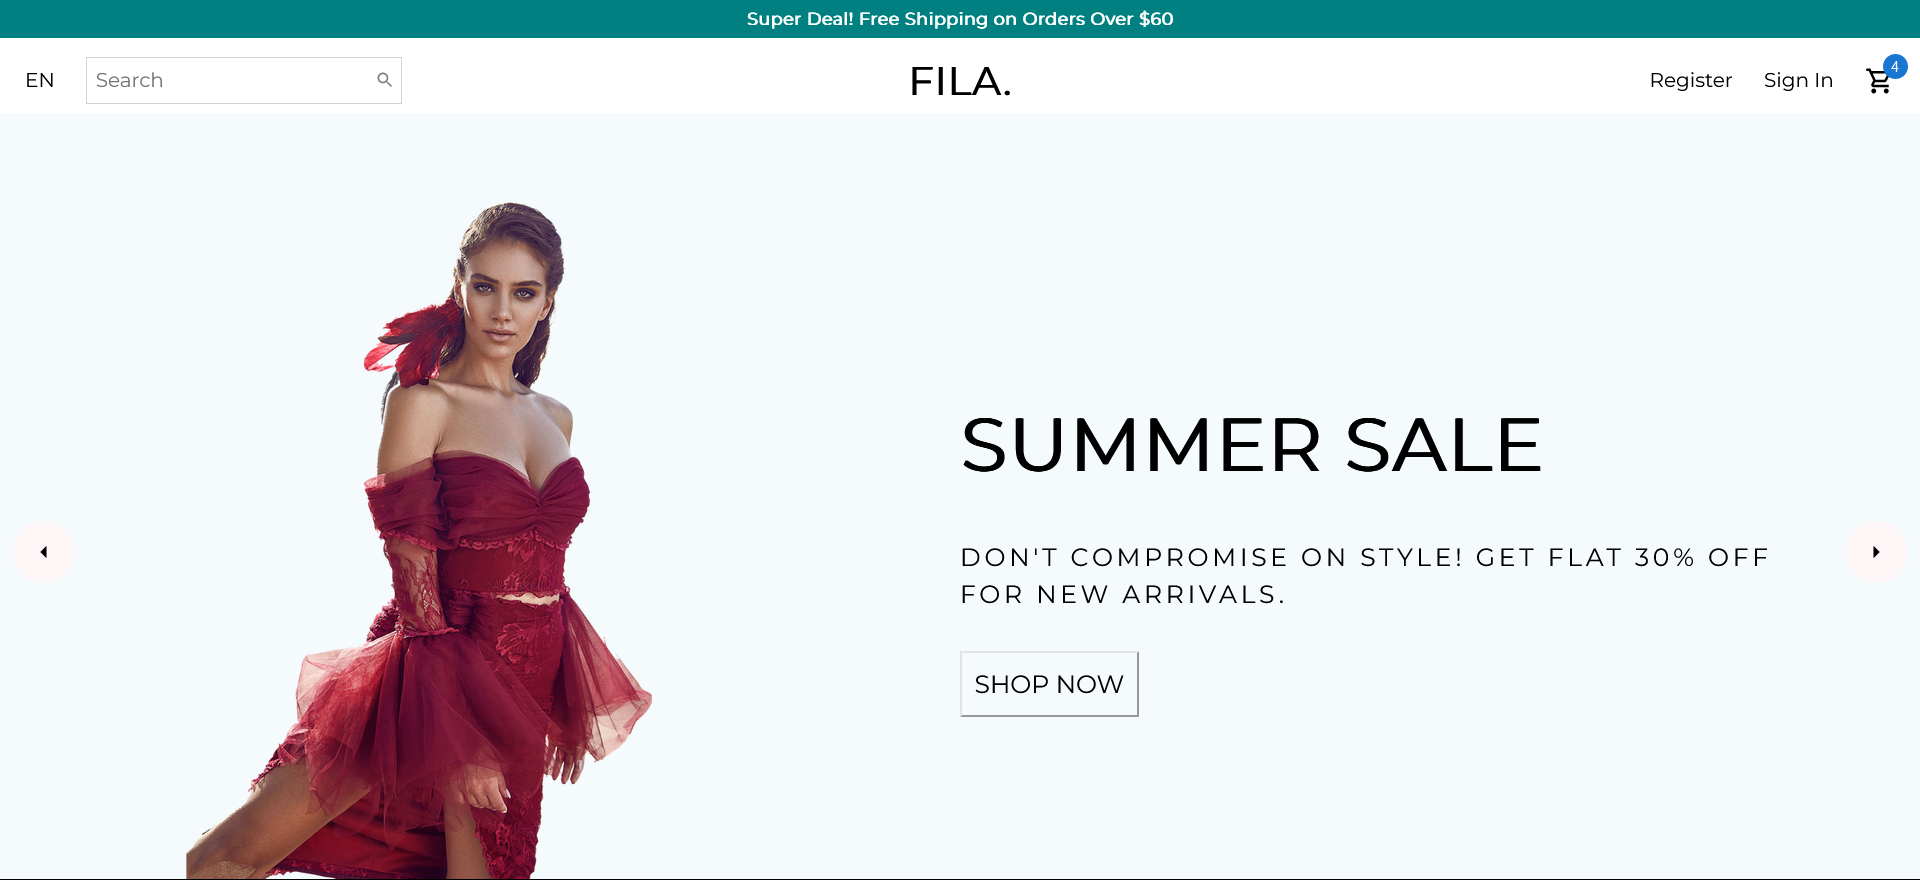 Super Deal! Free Shipping on Orders Over $60
EN
Search
FILA.
Register
Sign In
4
SUMMER SALE
DON'T COMPROMISE ON STYLE! GET FLAT 30% OFF
FOR NEW ARRIVALS.
SHOP NOW